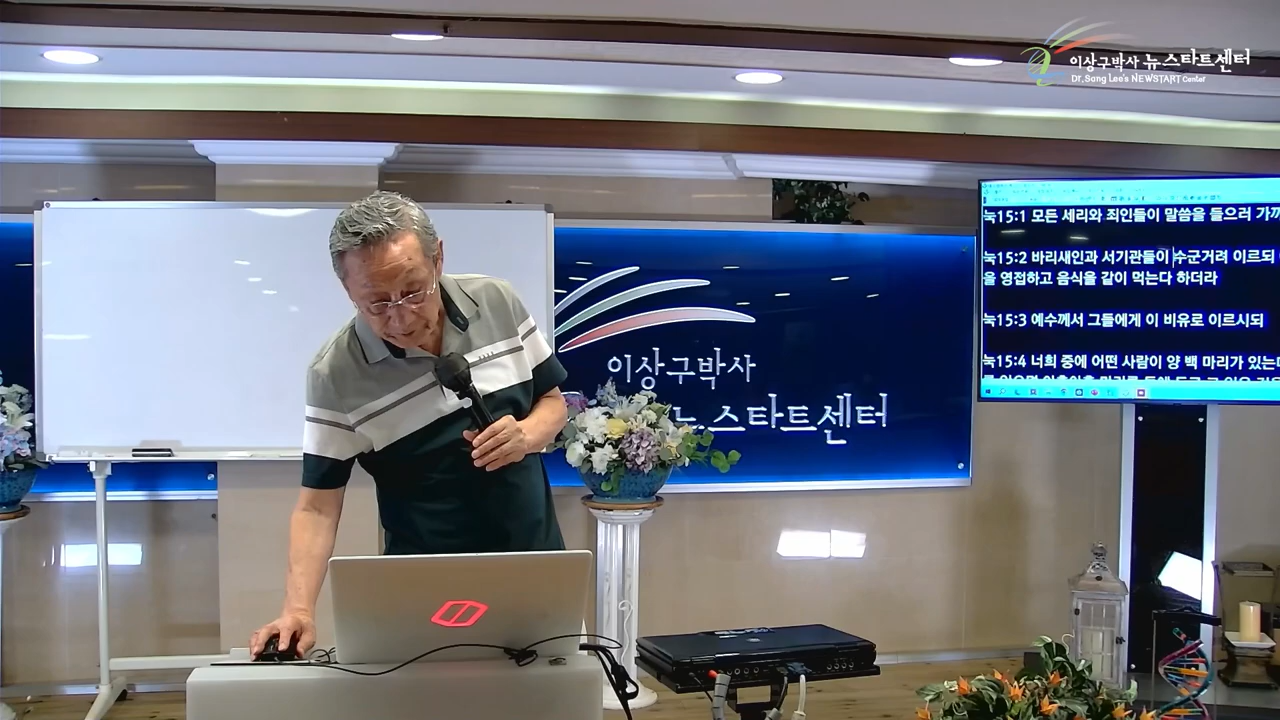 이상구박사 뉴스타트센터
Dr. Sang Lee's NEWSTART Center
눅15:1 모든 세리와 죄인들이 말씀을 들으러 가까
눅15:2 바리새인과 서기관들이 수군거려 이르되
을 영접하고 음식을 같이 먹는다 하더라
눅15:3 예수께서 그들에게 이 비유로 이르시되
눅15:4 너희 중에 어떤 사람이 양 백 마리가 있는데
이상구박사
뉴스타트센터